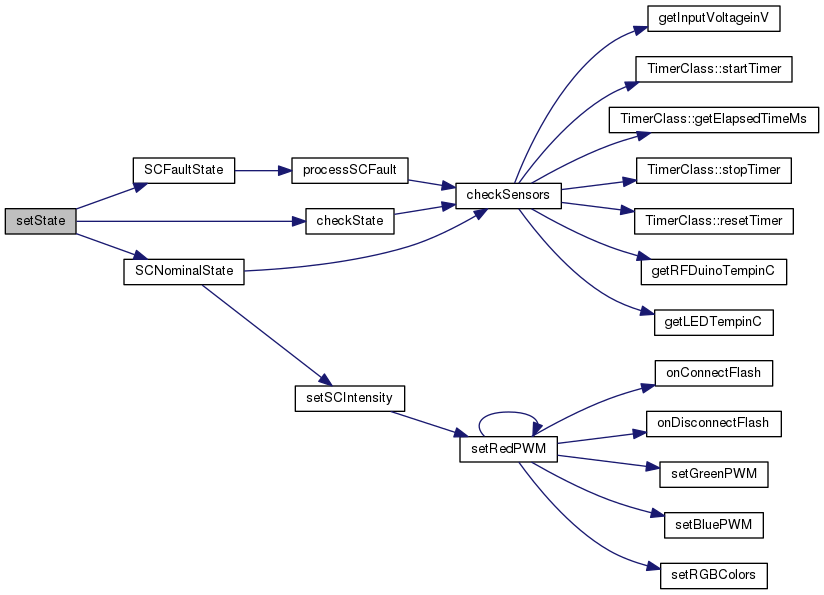 getInputVoltageinV
TimerClass::startTimer
TimerClass::getElapsedTimeMs
SCFaultState
processSCFault
TimerClass::stopTimer
checkSensors
setState
checkState
TimerClass::resetTimer
SCNominalState
getRFDuinoTempinC
getLEDTempinC
onConnectFlash
setSCIntensity
onDisconnectFlash
setRedPWM
setGreenPWM
setBluePWM
setRGBColors